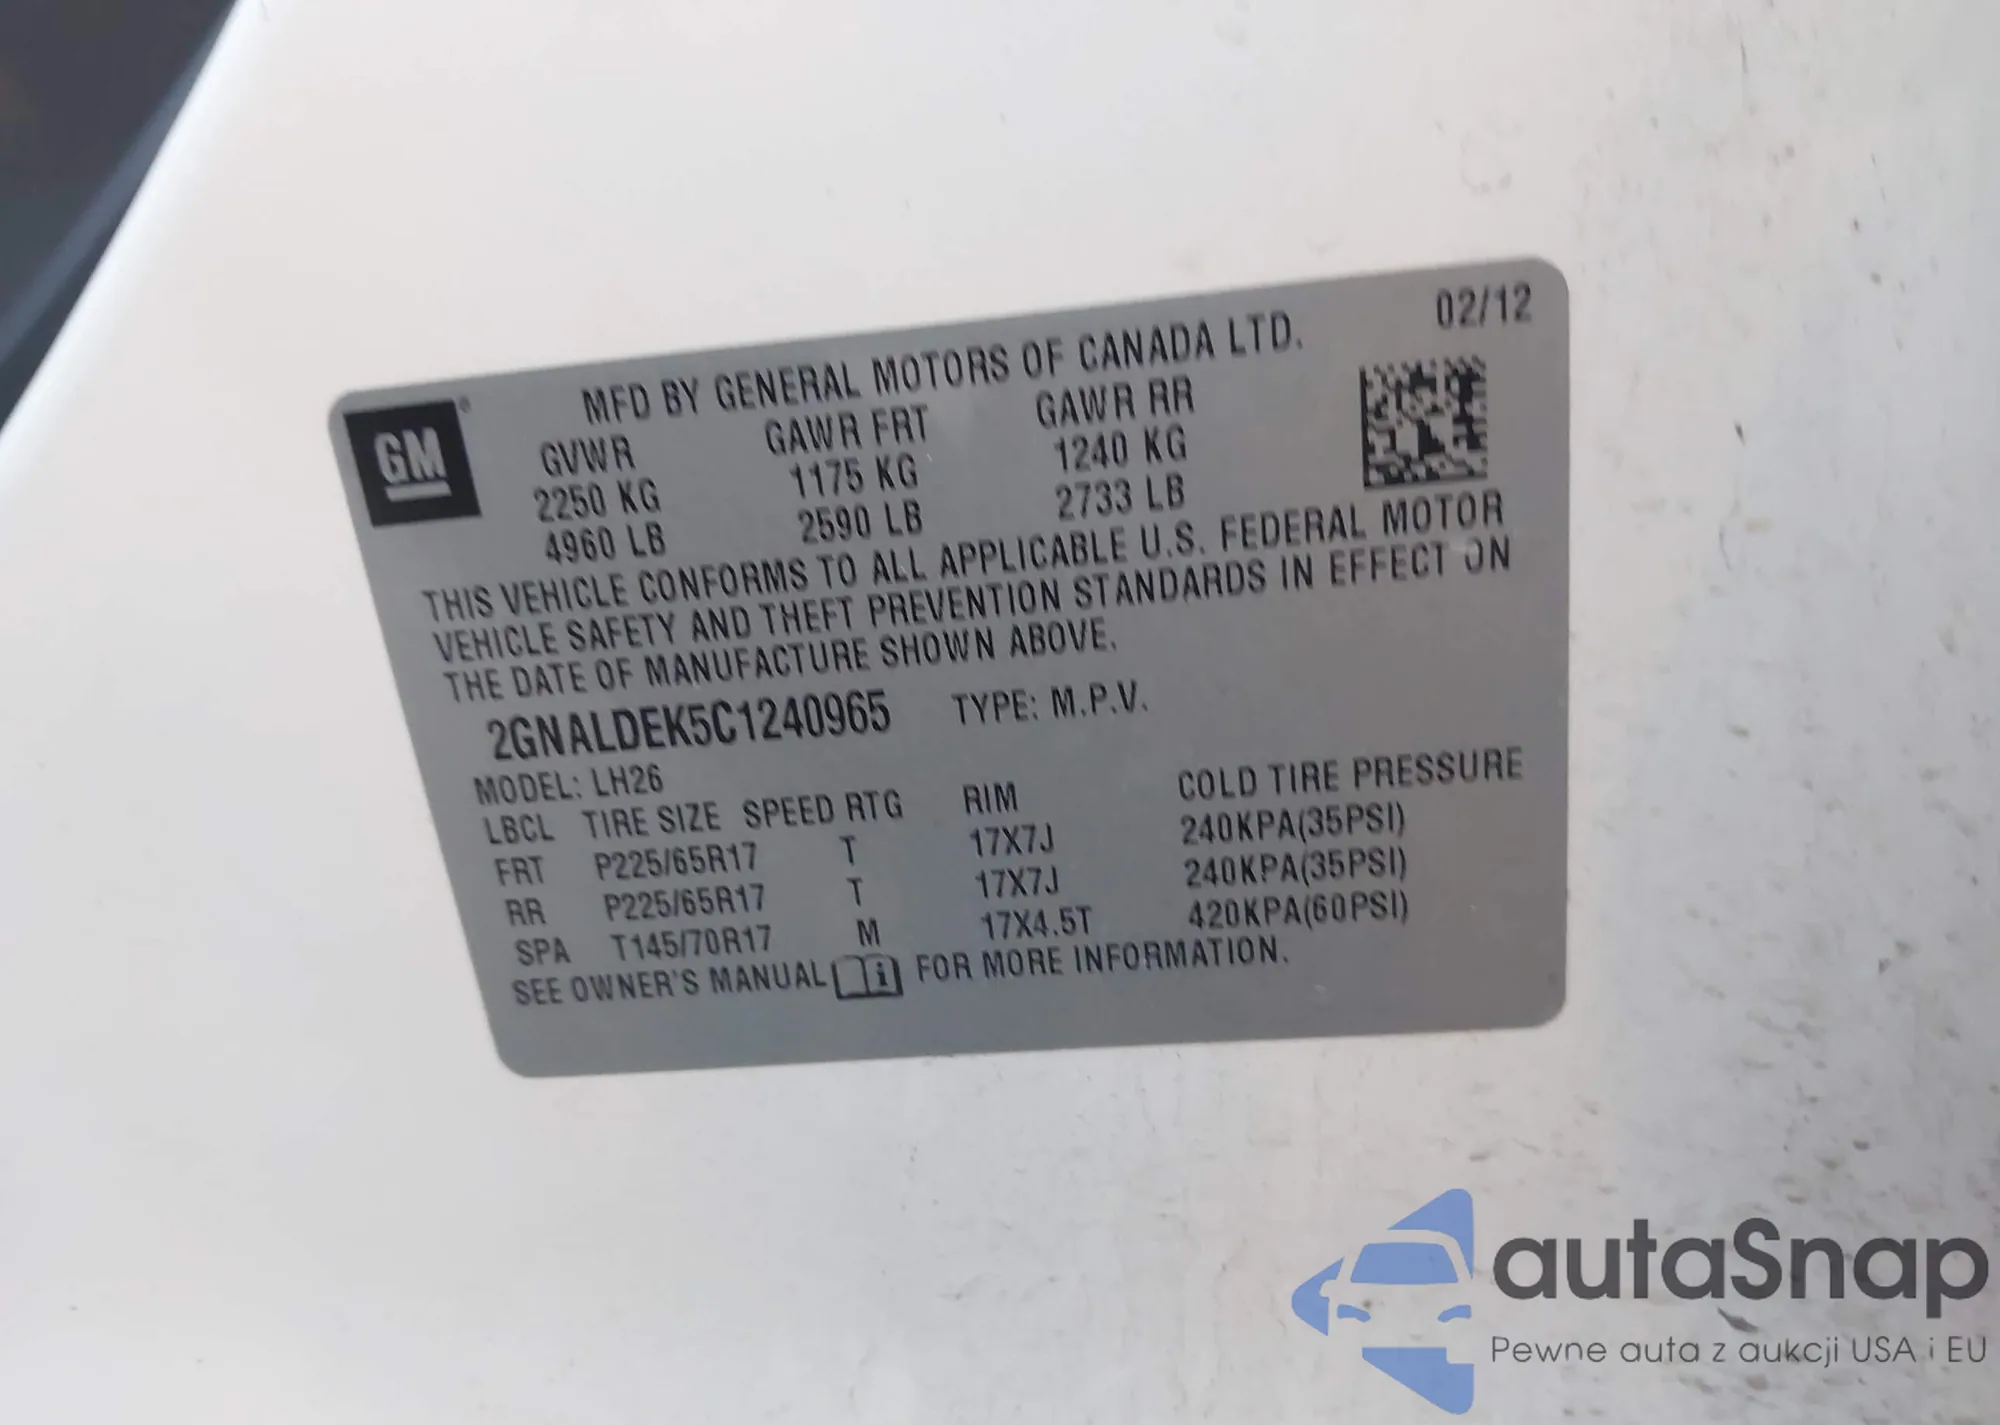 02/12
MFD BY GENERAL MOTORS OF CANADA LTD.
GM®
GVWR GAWR FRT GAWR RR
2250 KG 1175 KG 1240 KG
4960 LB 2590 LB 2733 LB
THIS VEHICLE CONFORMS TO ALL APPLICABLE U.S. FEDERAL MOTOR
VEHICLE SAFETY AND THEFT PREVENTION STANDARDS IN EFFECT ON
THE DATE OF MANUFACTURE SHOWN ABOVE.
2GNALDEK5C1240965 TYPE: M.P.V.
MODEL: LH26
LBCL TIRE SIZE SPEED RTG RIM COLD TIRE PRESSURE
FRT P225/65R17 T 17X7J 240KPA(35PSI)
RR P225/65R17 T 17X7J 240KPA(35PSI)
SPA T145/70R17 M 17X4.5T 420KPA(60PSI)
SEE OWNER'S MANUAL i FOR MORE INFORMATION.
autaSnap
Pewne auta z aukcji USA i EU